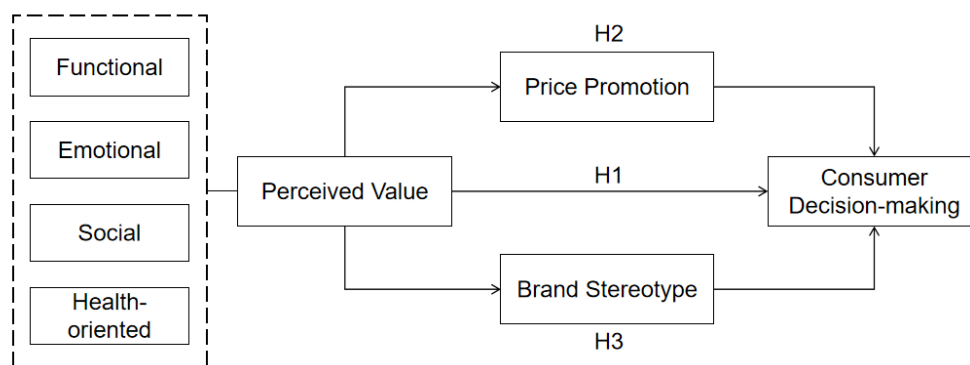 Functional
Emotional
Social
Health-
oriented
Perceived Value
H2
Price Promotion
H1
Brand Stereotype
H3
Consumer
Decision-making